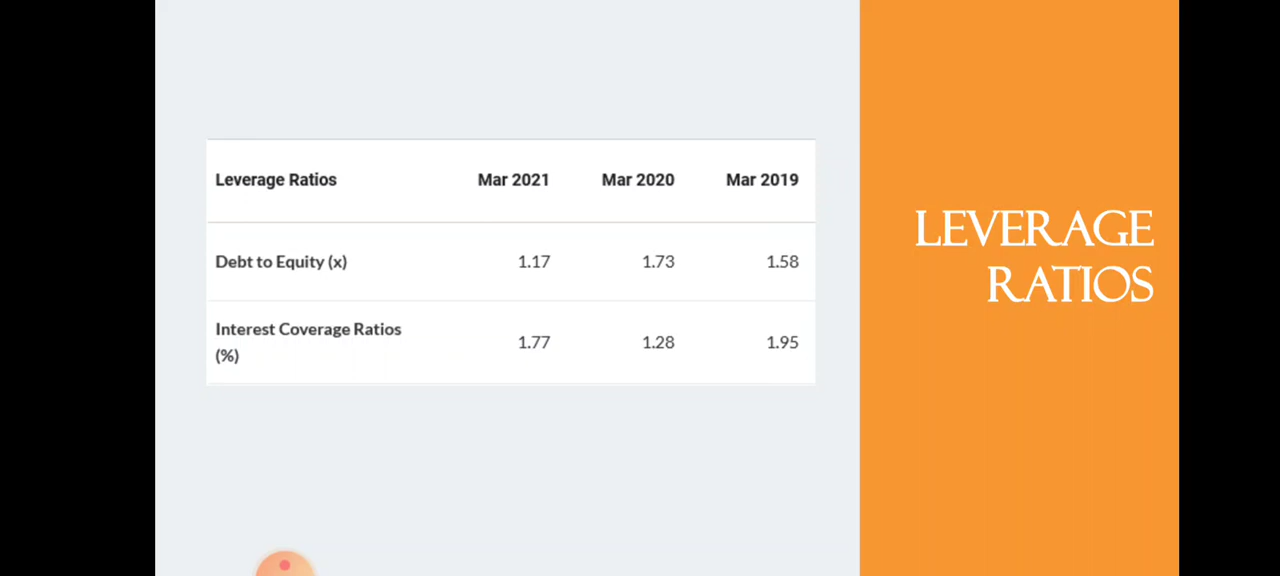 Leverage Ratios Mar 2021 Mar 2020 Mar 2019
Debt to Equity (x) 1.17 1.73 1.58
Interest Coverage Ratios
(%) 1.77 1.28 1.95
LEVERAGE
RATIOS